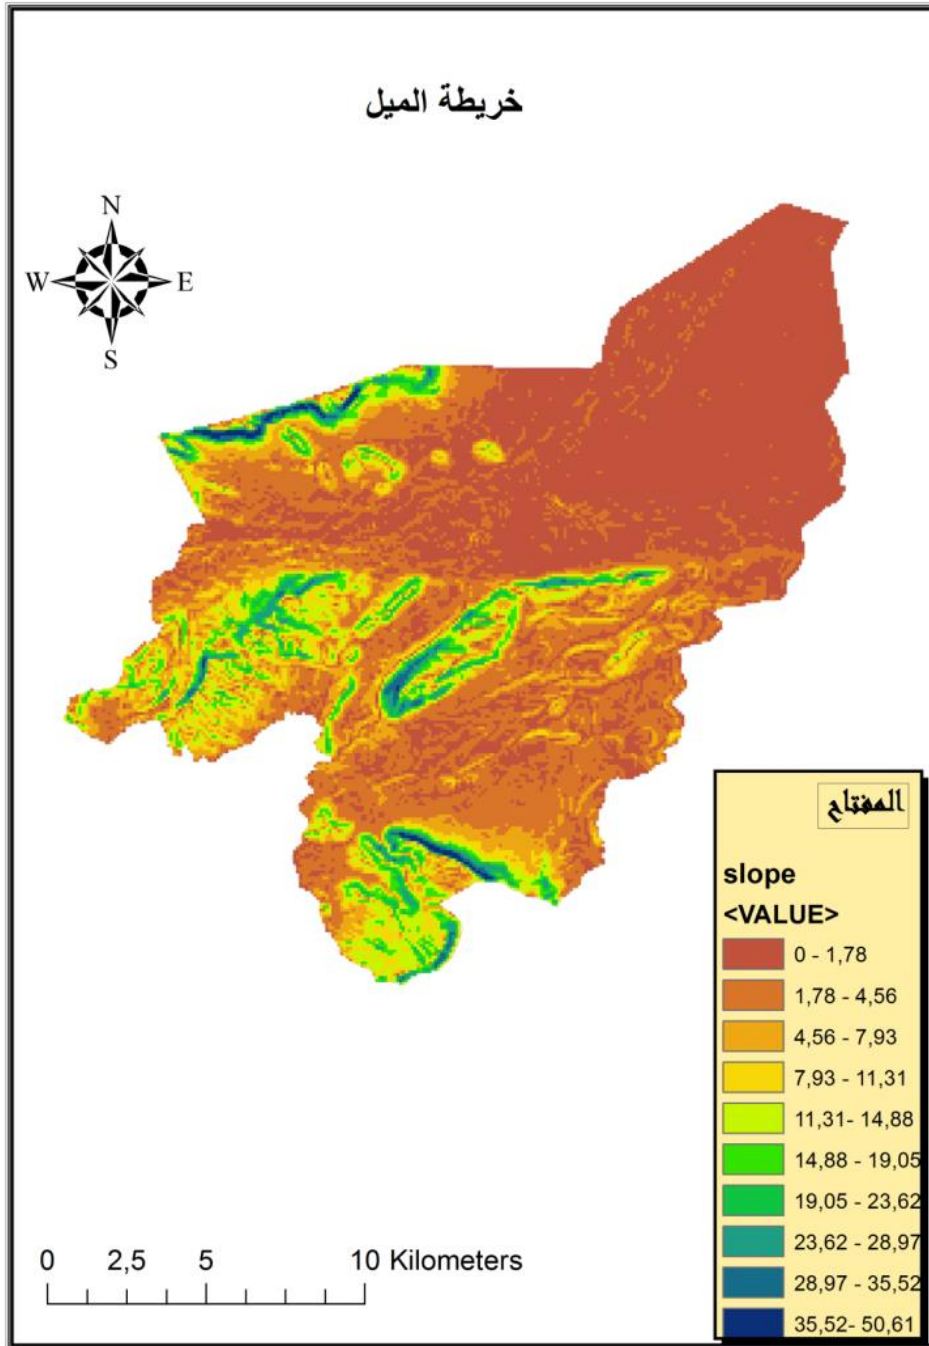 خريطة الميل
N
W E
S
المفتاح
slope
<VALUE>
0 - 1,78
1,78 - 4,56
4,56 - 7,93
7,93 - 11,31
11,31- 14,88
14,88 - 19,05
19,05 - 23,62
23,62 - 28,97
28,97 - 35,52
35,52- 50,61
0 2,5 5 10 Kilometers